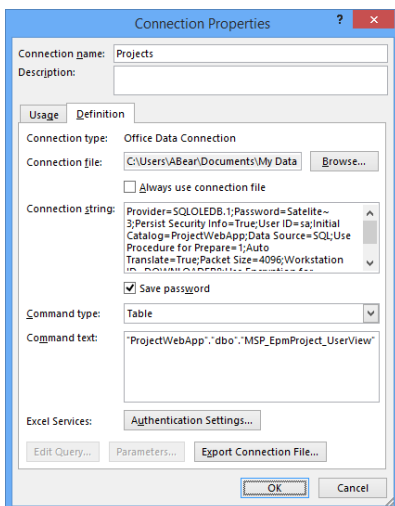 Connection Properties ? ×
Connection name: Projects
Description:
Usage Definition
Connection type: Office Data Connection
Connection file: C:\Users\ABear\Documents\My Data Browse...
Always use connection file
Connection string: Provider=SQLOLEDB.1;Password=Satelite~
3;Persist Security Info=True;User ID=sa;Initial
Catalog=ProjectWebApp;Data Source=SQL;Use
Procedure for Prepare=1;Auto
Translate=True;Packet Size=4096;Workstation
Save password
Command type: Table
Command text: "ProjectWebApp"."dbo"."MSP_EpmProject_UserView"
Excel Services: Authentication Settings...
Edit Query... Parameters... Export Connection File...
OK Cancel